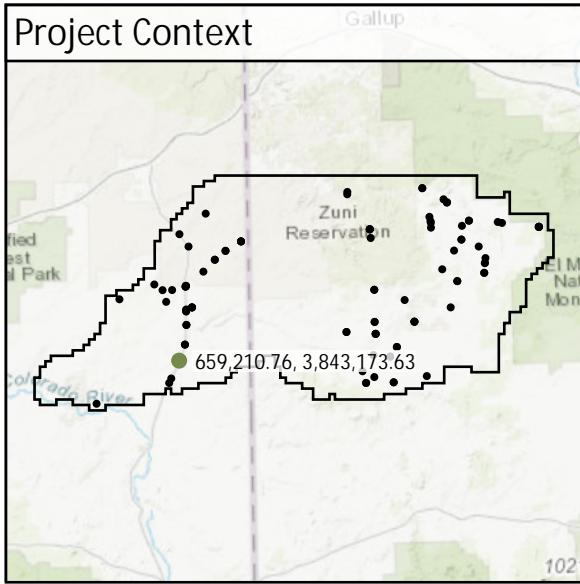 Project Context
Gallup
Zuni
Reservation
fied
est
al Park
El M
Nat
Mon
659,210.76, 3,843,173.63
Colorado River
102